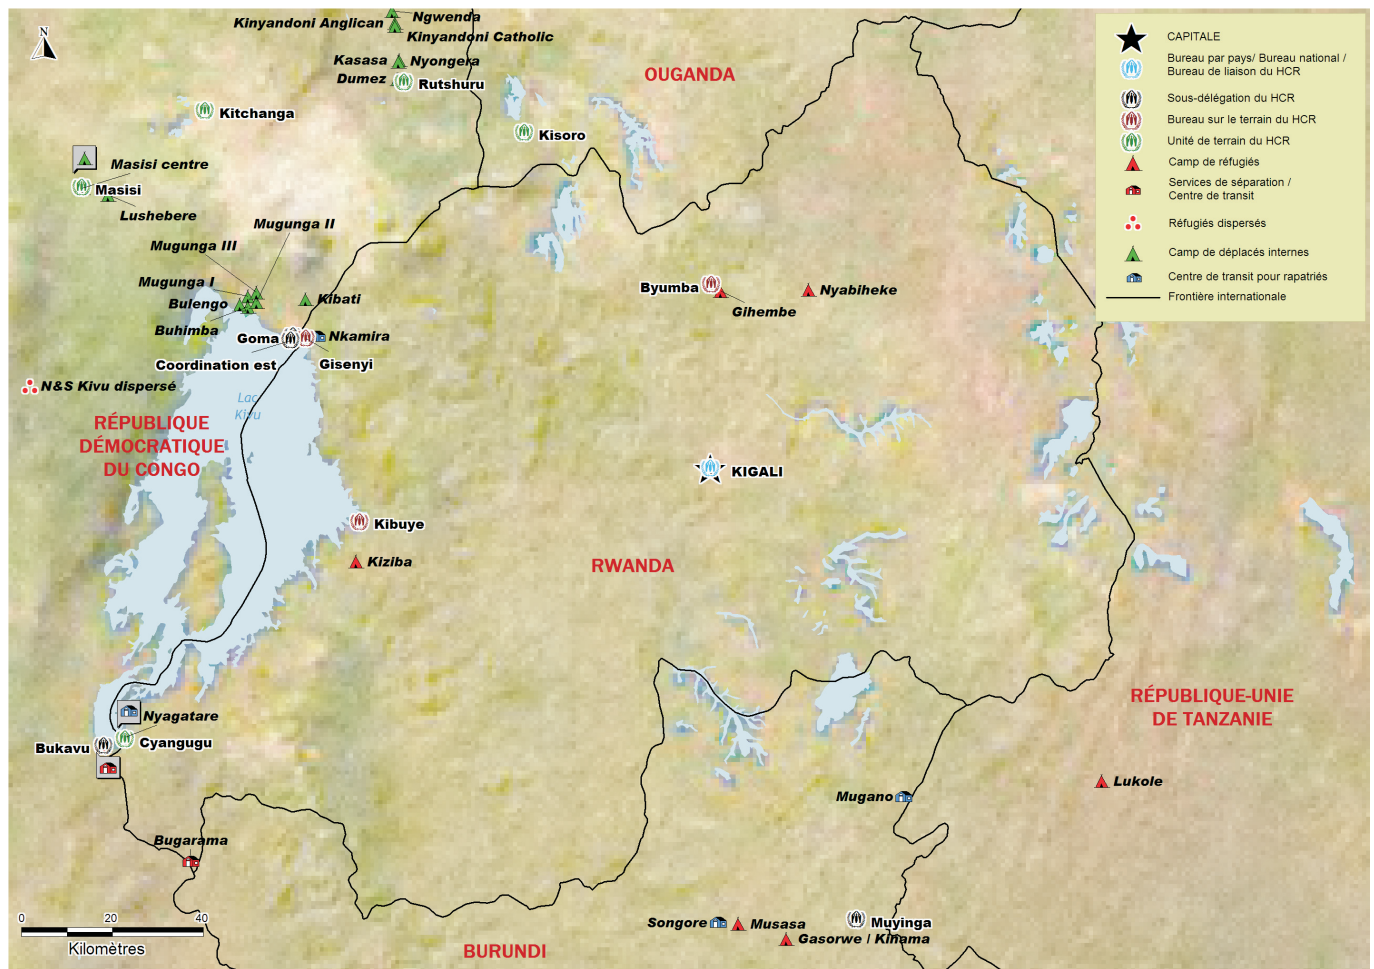 N
Ngwenda
Kinyandoni Anglican
Kinyandoni Catholic
Kasasa
Nyongera
Dumez
Rutshuru
Kitchanga
Kisoro
OUGANDA
Masisi centre
Masisi
Lushebere
Mugunga II
Mugunga III
Mugunga I
Bulengo
Kibati
Buhimba
Goma
Nkamira
Coordination est
Gisenyi
N&S Kivu dispersé
Lac
Kivu
RÉPUBLIQUE
DÉMOCRATIQUE
DU CONGO
Byumba
Gihembe
Nyabiheke
KIGALI
Kibuye
Kiziba
RWANDA
Nyagatare
Bukavu
Cyangugu
Bugarama
RÉPUBLIQUE-UNIE
DE TANZANIE
Lukole
Mugano
Songore
Musasa
Muyinga
Gasorwe / Kinama
BURUNDI
0 20 40
Kilomètres
CAPITALE
Bureau par pays/ Bureau national /
Bureau de liaison du HCR
Sous-délégation du HCR
Bureau sur le terrain du HCR
Unité de terrain du HCR
Camp de réfugiés
Services de séparation /
Centre de transit
Réfugiés dispersés
Camp de déplacés internes
Centre de transit pour rapatriés
Frontière internationale